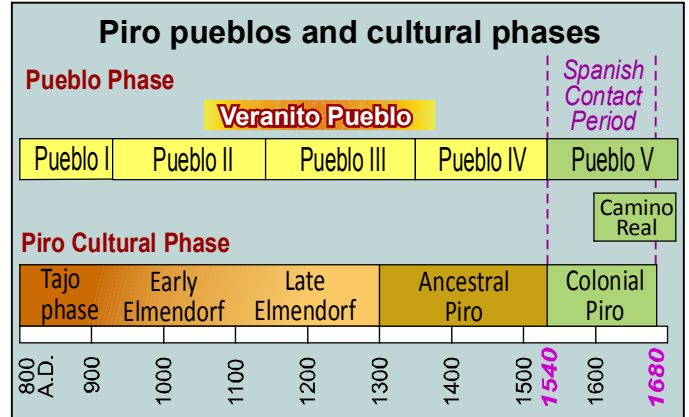 Piro pueblos and cultural phases
Pueblo Phase
Spanish
Contact
Period
Veranito Pueblo
Pueblo I
Pueblo II
Pueblo III
Pueblo IV
Pueblo V
Camino
Real
Piro Cultural Phase
Tajo
phase
Early
Elmendorf
Late
Elmendorf
Ancestral
Piro
Colonial
Piro
800
A.D.
900
1000
1100
1200
1300
1400
1500
1540
1600
1680